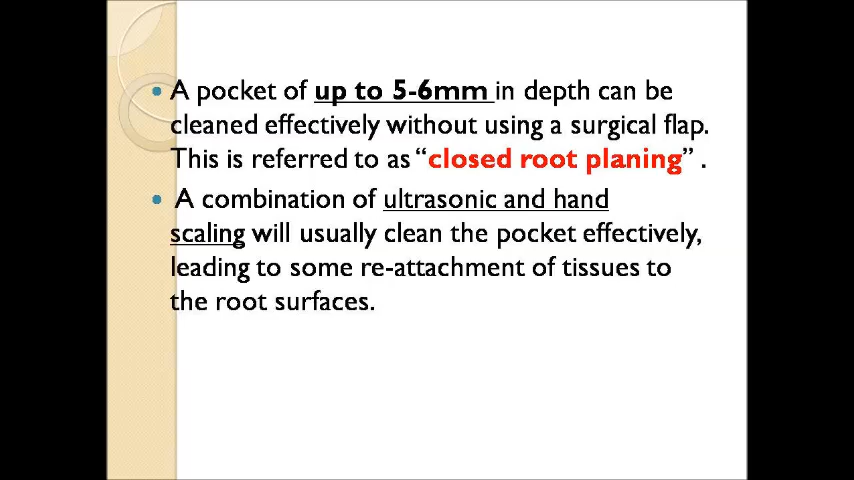 • A pocket of up to 5-6mm in depth can be
cleaned effectively without using a surgical flap.
This is referred to as “closed root planing” .
• A combination of ultrasonic and hand
scaling will usually clean the pocket effectively,
leading to some re-attachment of tissues to
the root surfaces.